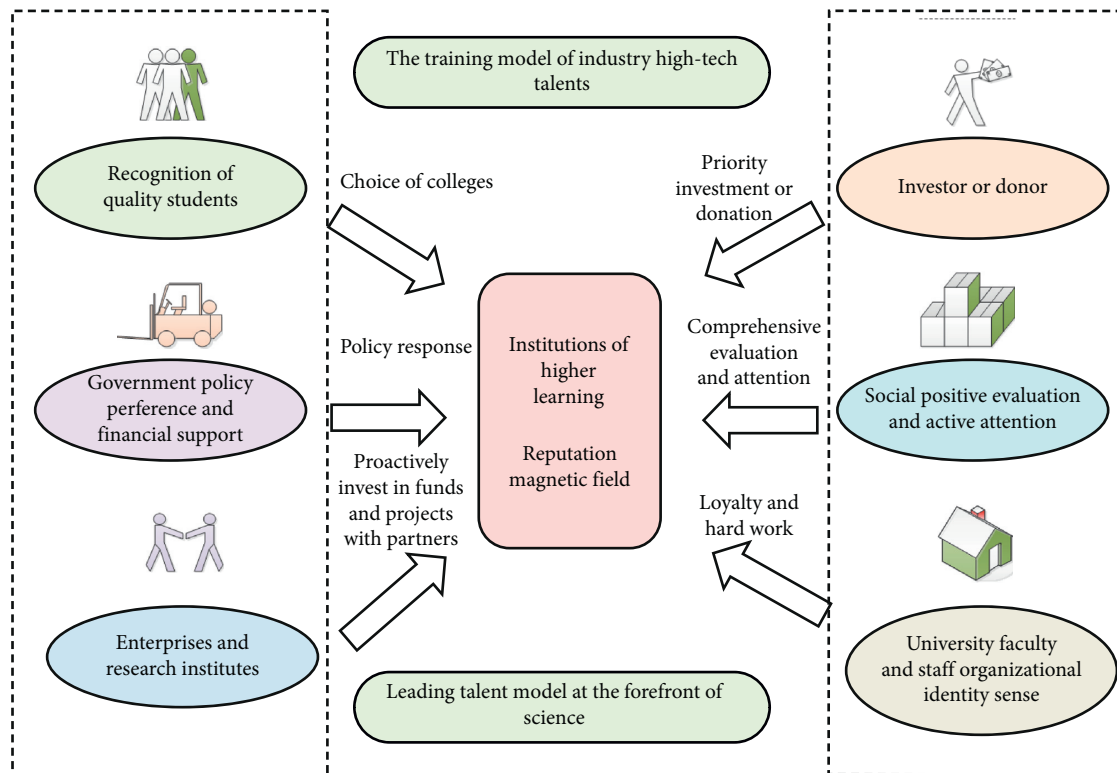 The training model of industry high-tech
talents
Recognition of
quality students
Choice of colleges
Priority
investment or
donation
Investor or donor
Government policy
perference and
financial support
Policy response
Institutions of
higher
learning
Reputation
magnetic field
Comprehensive
evaluation
and attention
Social positive evaluation
and active attention
Proactively
invest in funds
and projects
with partners
Loyalty and
hard work
Enterprises and
research institutes
University faculty
and staff organizational
identity sense
Leading talent model at the forefront of
science